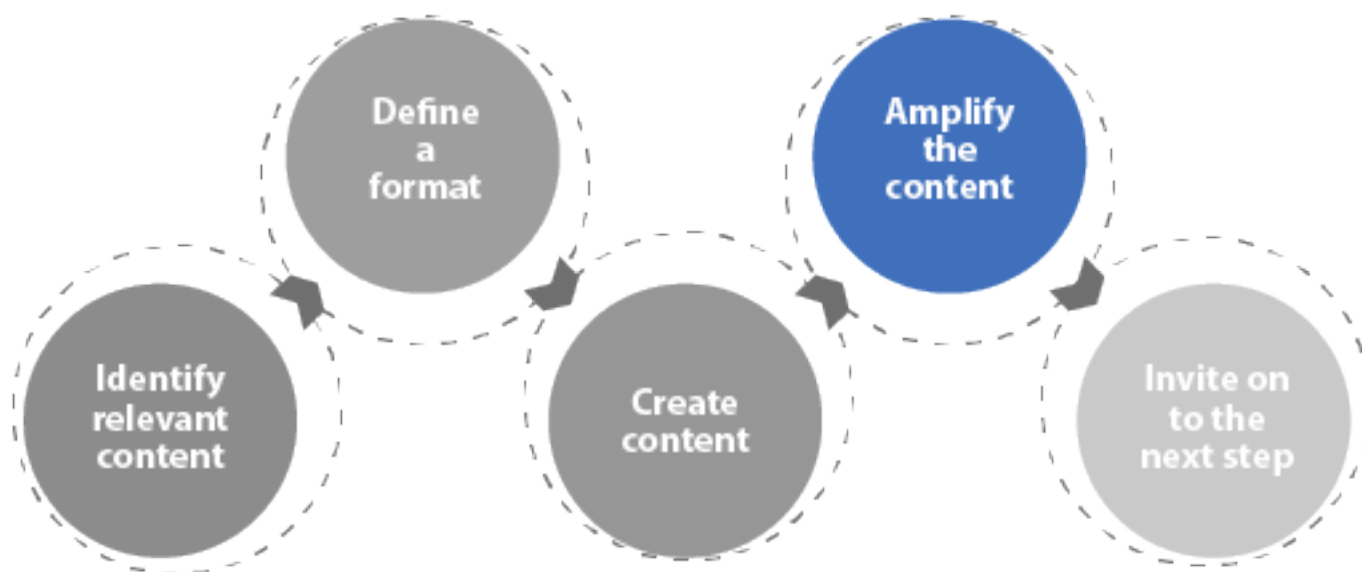 Identify
relevant
content
Define
a
format
Create
content
Amplify
the
content
Invite on
to the
next step